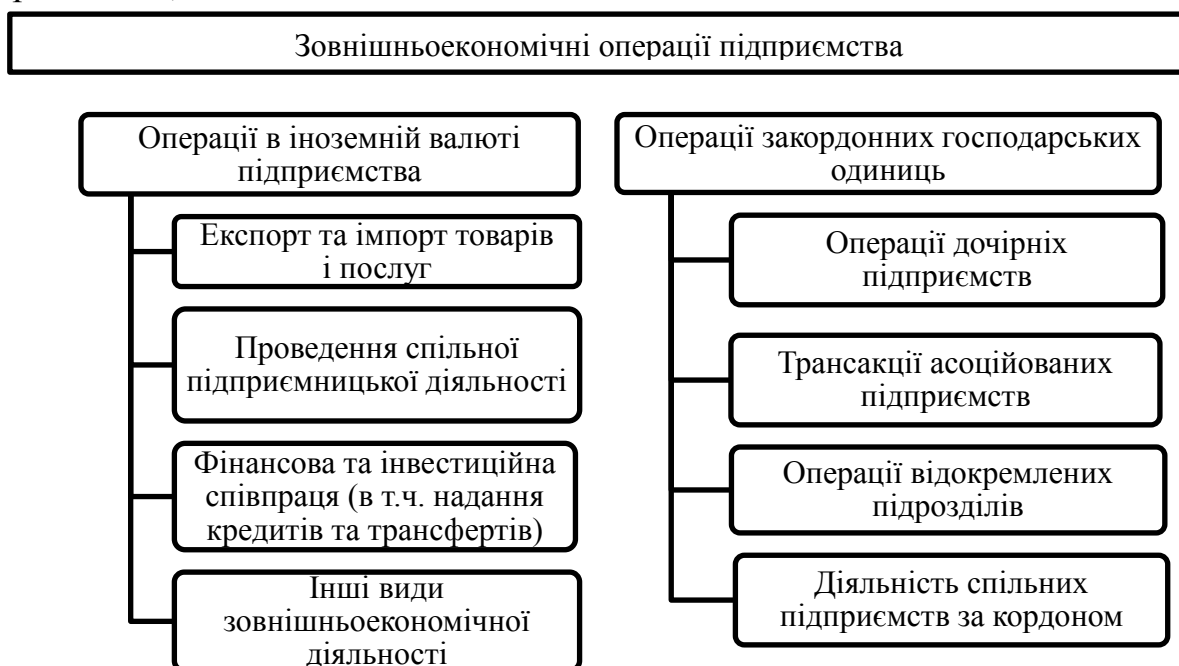 Зовнішньоекономічні операції підприємства
Операції в іноземній валюті
підприємства
Експорт та імпорт товарів
і послуг
Проведення спільної
підприємницької діяльності
Фінансова та інвестиційна
співпраця (в т.ч. надання
кредитів та трансфертів)
Інші види
зовнішньоекономічної
діяльності
Операції закордонних господарських
одиниць
Операції дочірніх
підприємств
Трансакції асоційованих
підприємств
Операції відокремлених
підрозділів
Діяльність спільних
підприємств за кордоном